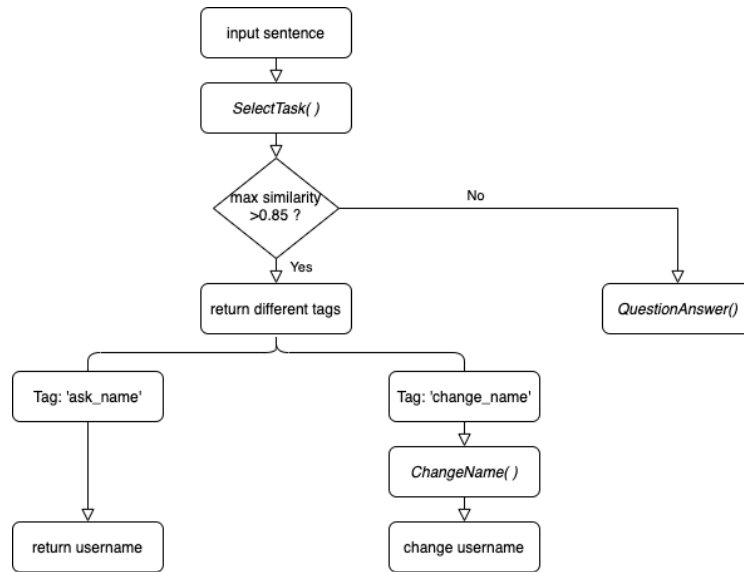 input sentence
SelectTask( )
max similarity
>0.85 ?
No
Yes
return different tags
QuestionAnswer()
Tag: 'ask_name'
Tag: 'change_name'
ChangeName( )
return username
change username